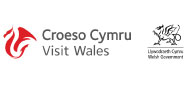 Croeso Cymru
Visit Wales
Llywodraeth Cymru
Welsh Government